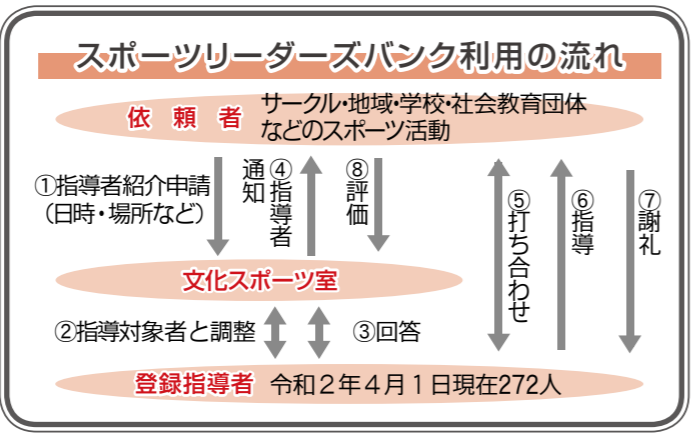 スポーツリーダーズバンク利用の流れ
依頼者 サークル・地域・学校・社会教育団体
などのスポーツ活動
①指導者紹介申請
（日時・場所など）
④指導者
通知
⑧評価
⑤打ち合わせ
⑥指導
⑦謝礼
文化スポーツ室
②指導対象者と調整
③回答
登録指導者 令和２年４月１日現在272人